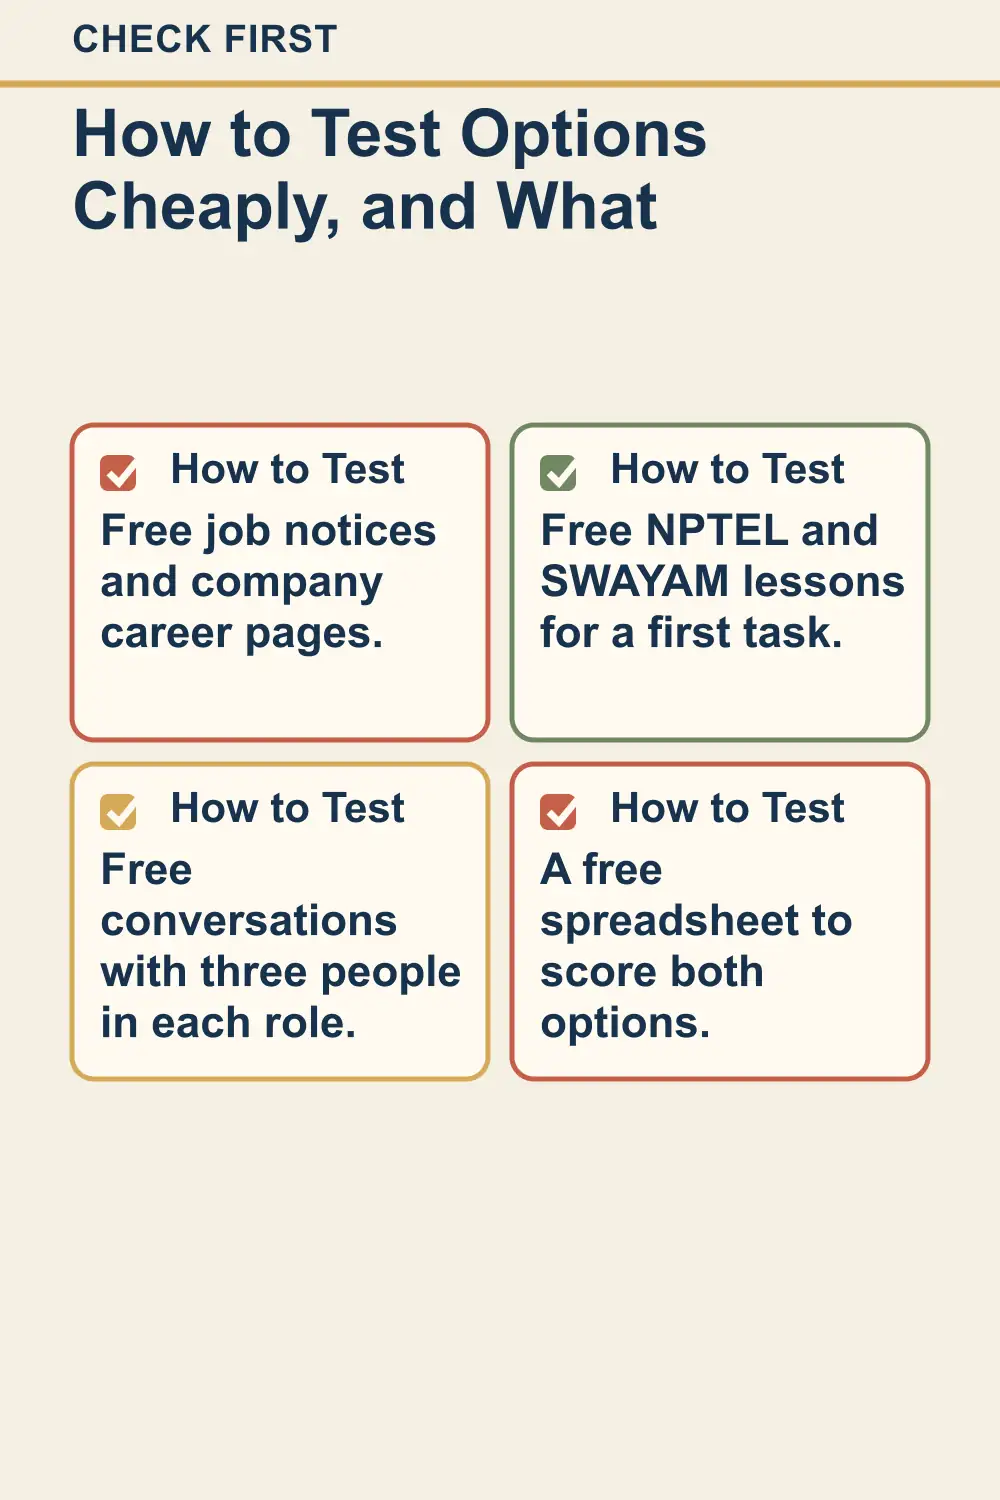 CHECK FIRST
How to Test Options
Cheaply, and What
How to Test
Free job notices
and company
career pages.
How to Test
Free NPTEL and
SWAYAM lessons
for a first task.
How to Test
Free
conversations
with three people
in each role.
How to Test
A free
spreadsheet to
score both
options.